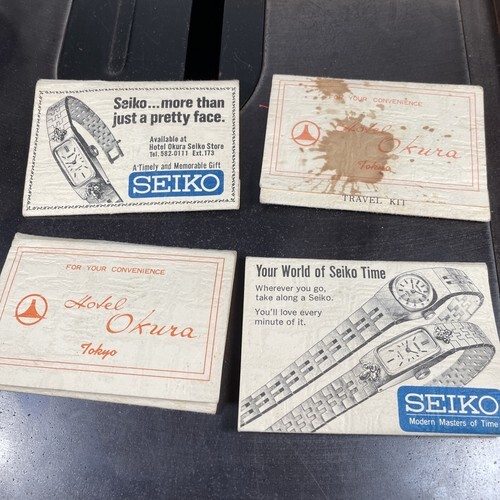 Seiko...more than
just a pretty face.
Available at
Hotel Okura Seiko Store
Tel. 582-0111 Ext. 173
A Timely and Memorable Gift
SEIKO
FOR YOUR CONVENIENCE
Hotel
Okura
Tokyo
TRAVEL KIT
FOR YOUR CONVENIENCE
Hotel
Okura
Tokyo
Your World of Seiko Time
Wherever you go,
take along a Seiko.
You'll love every
minute of it.
SEIKO
Modern Masters of Time